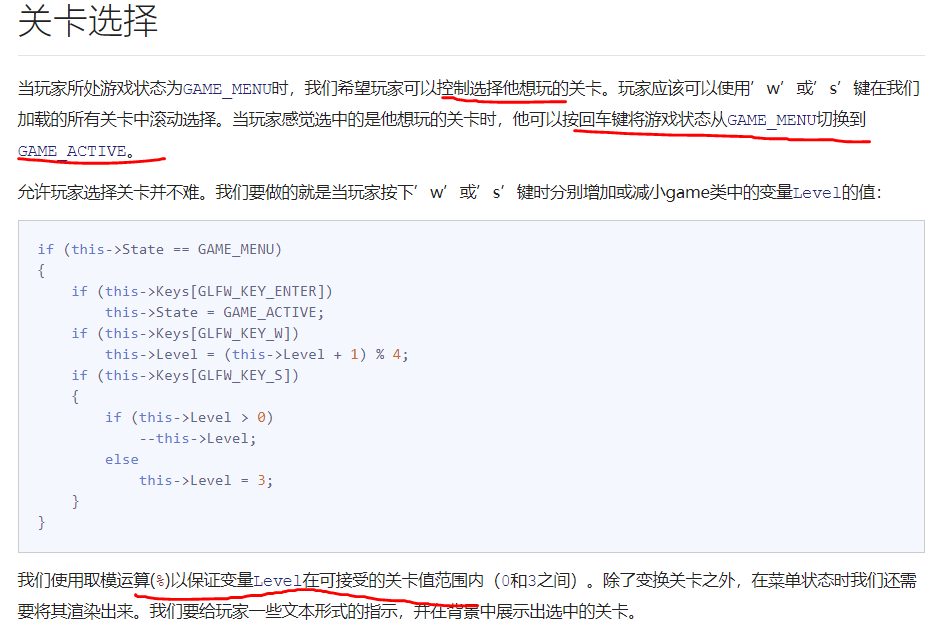 关卡选择
当玩家所处游戏状态为GAME_MENU时，我们希望玩家可以控制选择他想玩的关卡。玩家应该可以使用’w’或’s’键在我们
加载的所有关卡中滚动选择。当玩家感觉选中的是他想玩的关卡时，他可以按回车键将游戏状态从GAME_MENU切换到
GAME_ACTIVE。
允许玩家选择关卡并不难。我们要做的就是当玩家按下’w’或’s’键时分别增加或减小game类中的变量Level的值：
if (this->State == GAME_MENU)
{
    if (this->Keys[GLFW_KEY_ENTER])
        this->State = GAME_ACTIVE;
    if (this->Keys[GLFW_KEY_W])
        this->Level = (this->Level + 1) % 4;
    if (this->Keys[GLFW_KEY_S])
    {
        if (this->Level > 0)
            --this->Level;
        else
            this->Level = 3;
    }
}
我们使用取模运算(%)以保证变量Level在可接受的关卡值范围内（0和3之间）。除了变换关卡之外，在菜单状态时我们还需
要将其渲染出来。我们要给玩家一些文本形式的指示，并在背景中展示出选中的关卡。